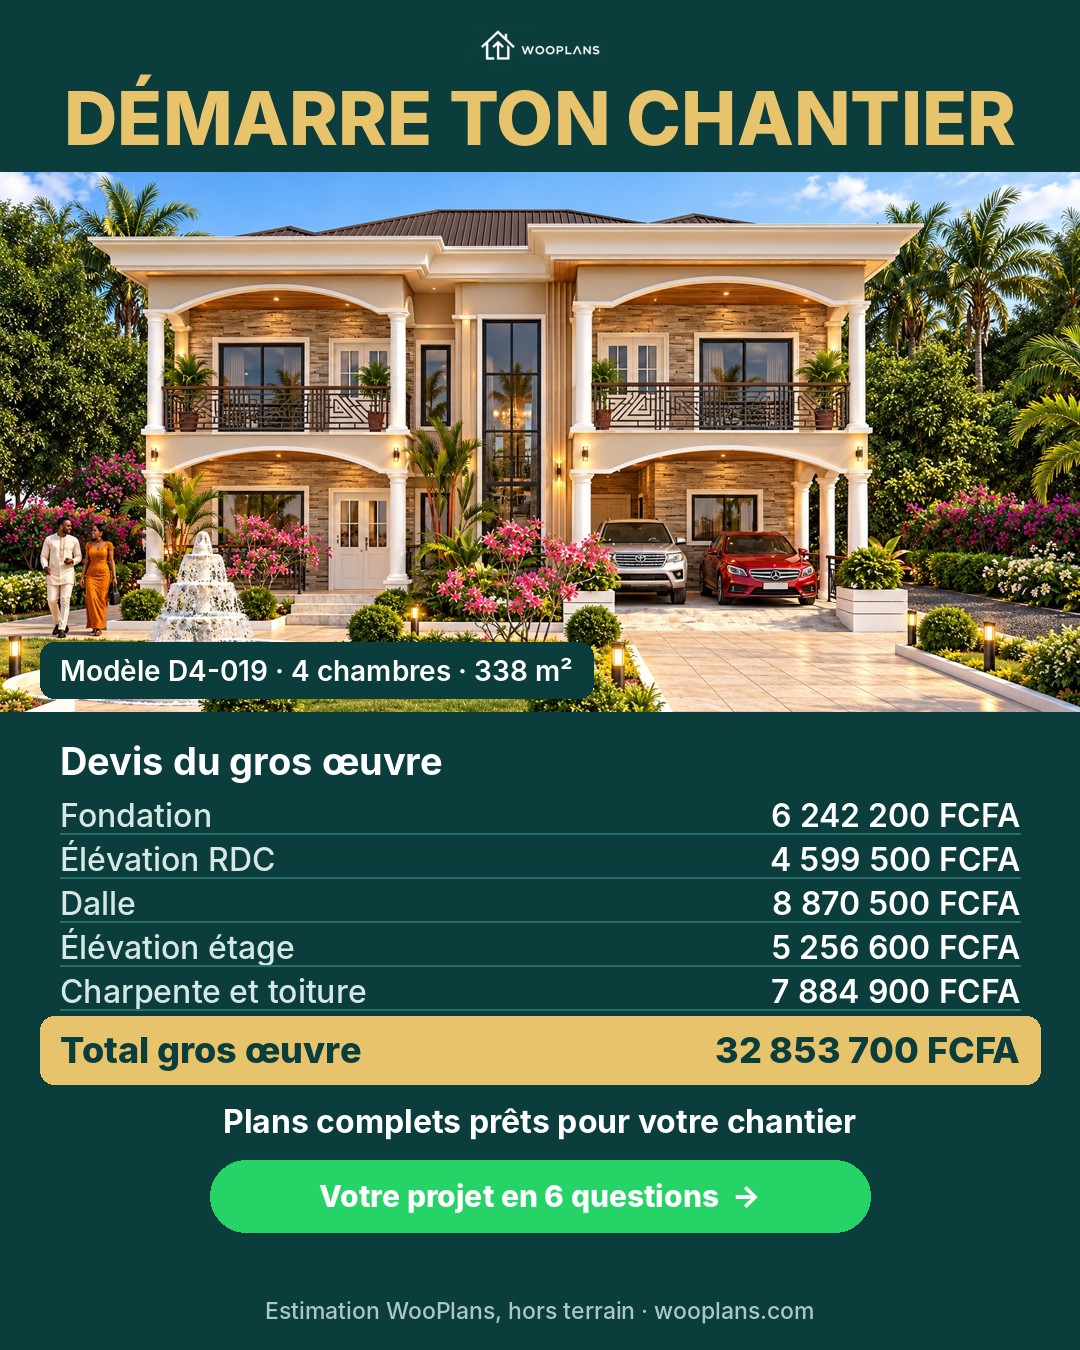 WOOPLANS
DÉMARRE TON CHANTIER
Modèle D4-019 · 4 chambres · 338 m²
Devis du gros œuvre
Fondation 6 242 200 FCFA
Élévation RDC 4 599 500 FCFA
Dalle 8 870 500 FCFA
Élévation étage 5 256 600 FCFA
Charpente et toiture 7 884 900 FCFA
Total gros œuvre 32 853 700 FCFA
Plans complets prêts pour votre chantier
Votre projet en 6 questions →
Estimation WooPlans, hors terrain · wooplans.com